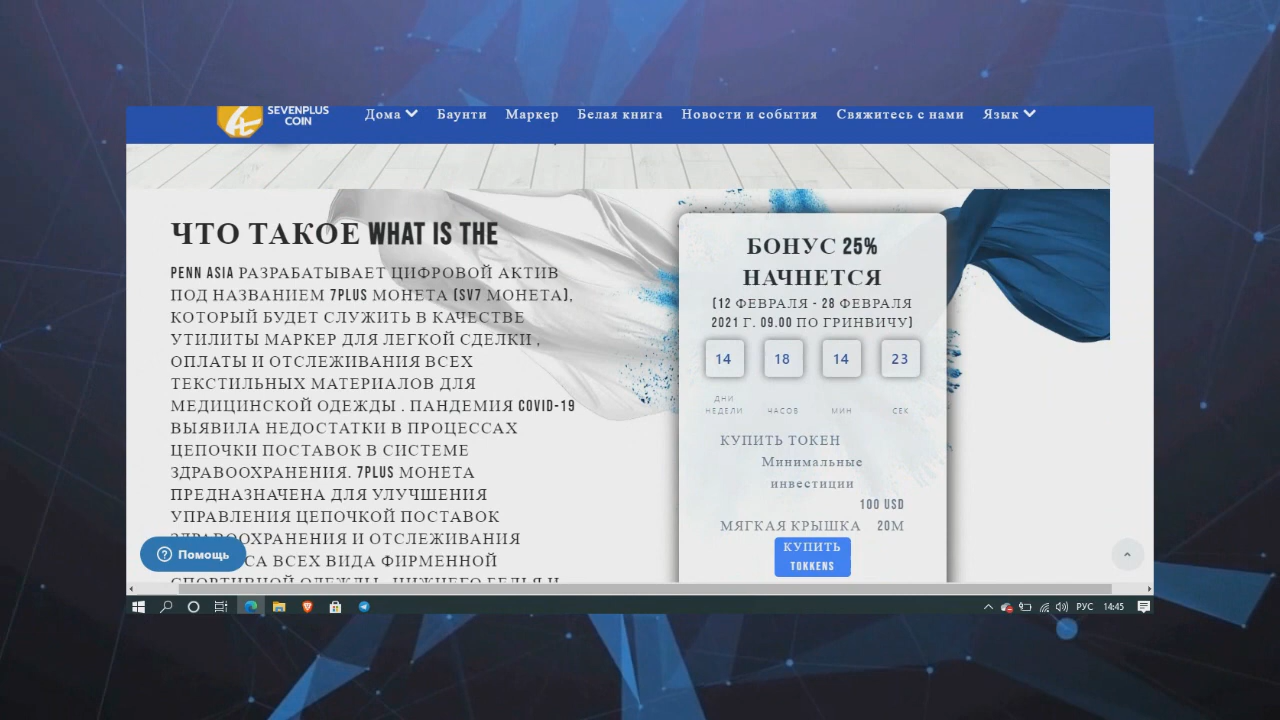 SEVENPLUS
COIN
Дома Баунти Маркер Белая книга Новости и события Свяжитесь с нами Язык
ЧТО ТАКОЕ WHAT IS THE
PENN ASIA РАЗРАБАТЫВАЕТ ЦИФРОВОЙ АКТИВ
ПОД НАЗВАНИЕМ 7PLUS МОНЕТА (SV7 МОНЕТА),
КОТОРЫЙ БУДЕТ СЛУЖИТЬ В КАЧЕСТВЕ
УТИЛИТЫ МАРКЕР ДЛЯ ЛЕГКОЙ СДЕЛКИ ,
ОПЛАТЫ И ОТСЛЕЖИВАНИЯ ВСЕХ
ТЕКСТИЛЬНЫХ МАТЕРИАЛОВ ДЛЯ
МЕДИЦИНСКОЙ ОДЕЖДЫ . ПАНДЕМИЯ COVID-19
ВЫЯВИЛА НЕДОСТАТКИ В ПРОЦЕССАХ
ЦЕПОЧКИ ПОСТАВОК В СИСТЕМЕ
ЗДРАВООХРАНЕНИЯ. 7PLUS МОНЕТА
ПРЕДНАЗНАЧЕНА ДЛЯ УЛУЧШЕНИЯ
УПРАВЛЕНИЯ ЦЕПОЧКОЙ ПОСТАВОК
ЗДРАВООХРАНЕНИЯ И ОТСЛЕЖИВАНИЯ
СА ВСЕХ ВИДА ФИРМЕННОЙ
СПОРТИВНОЙ ОДЕЖДЫ , НИЖНЕГО БЕЛЬЯ И
Помощь
БОНУС 25%
НАЧНЕТСЯ
(12 ФЕВРАЛЯ - 28 ФЕВРАЛЯ
2021 Г. 09.00 ПО ГРИНВИЧУ)
14 18 14 23
ДНИ
НЕДЕЛИ ЧАСОВ МИН СЕК
КУПИТЬ ТОКЕН
Минимальные
инвестиции
100 USD
МЯГКАЯ КРЫШКА 20М
КУПИТЬ
TOKKENS
РУС 14:45